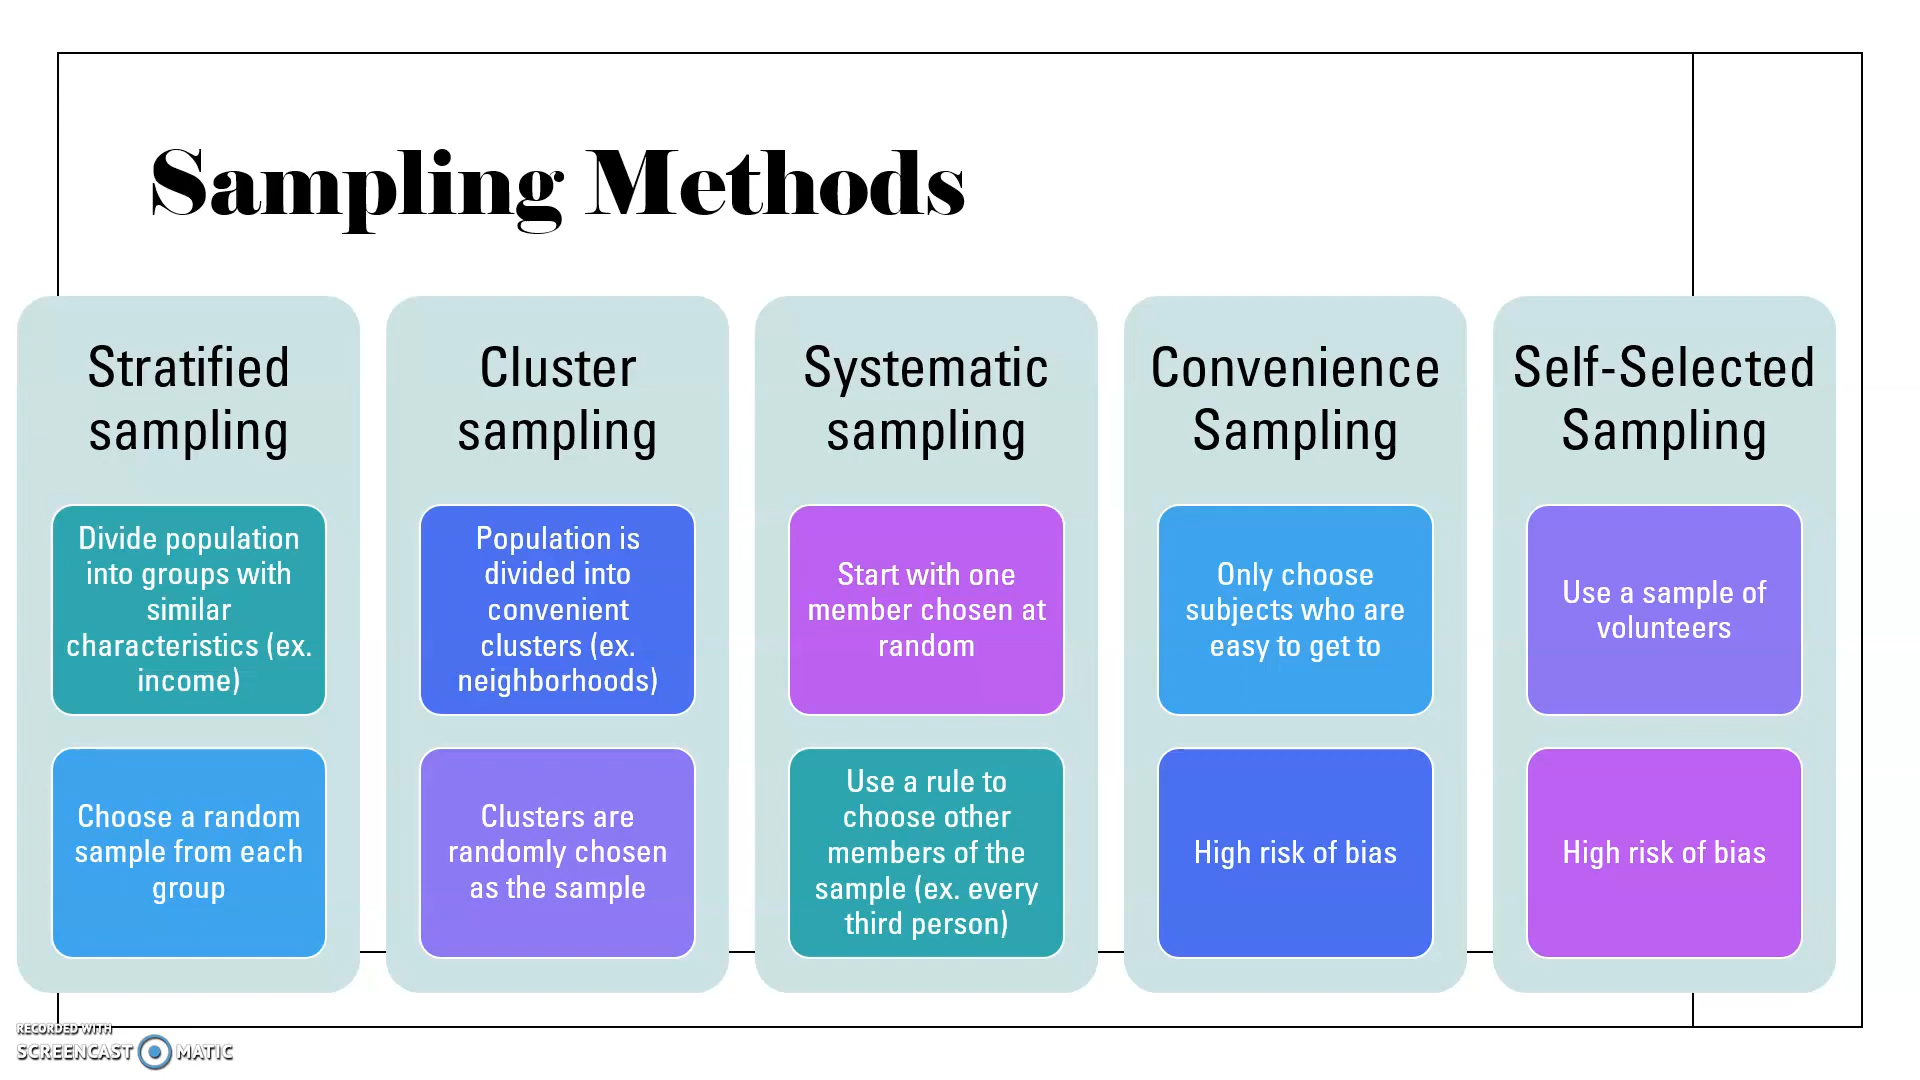 Sampling Methods
Stratified
sampling
Divide population
into groups with
similar
characteristics (ex.
income)
Choose a random
sample from each
group
Cluster
sampling
Population is
divided into
convenient
clusters (ex.
neighborhoods)
Clusters are
randomly chosen
as the sample
Systematic
sampling
Start with one
member chosen at
random
Use a rule to
choose other
members of the
sample (ex. every
third person)
Convenience
Sampling
Only choose
subjects who are
easy to get to
High risk of bias
Self-Selected
Sampling
Use a sample of
volunteers
High risk of bias
RECORDED WITH
SCREENCAST MATIC